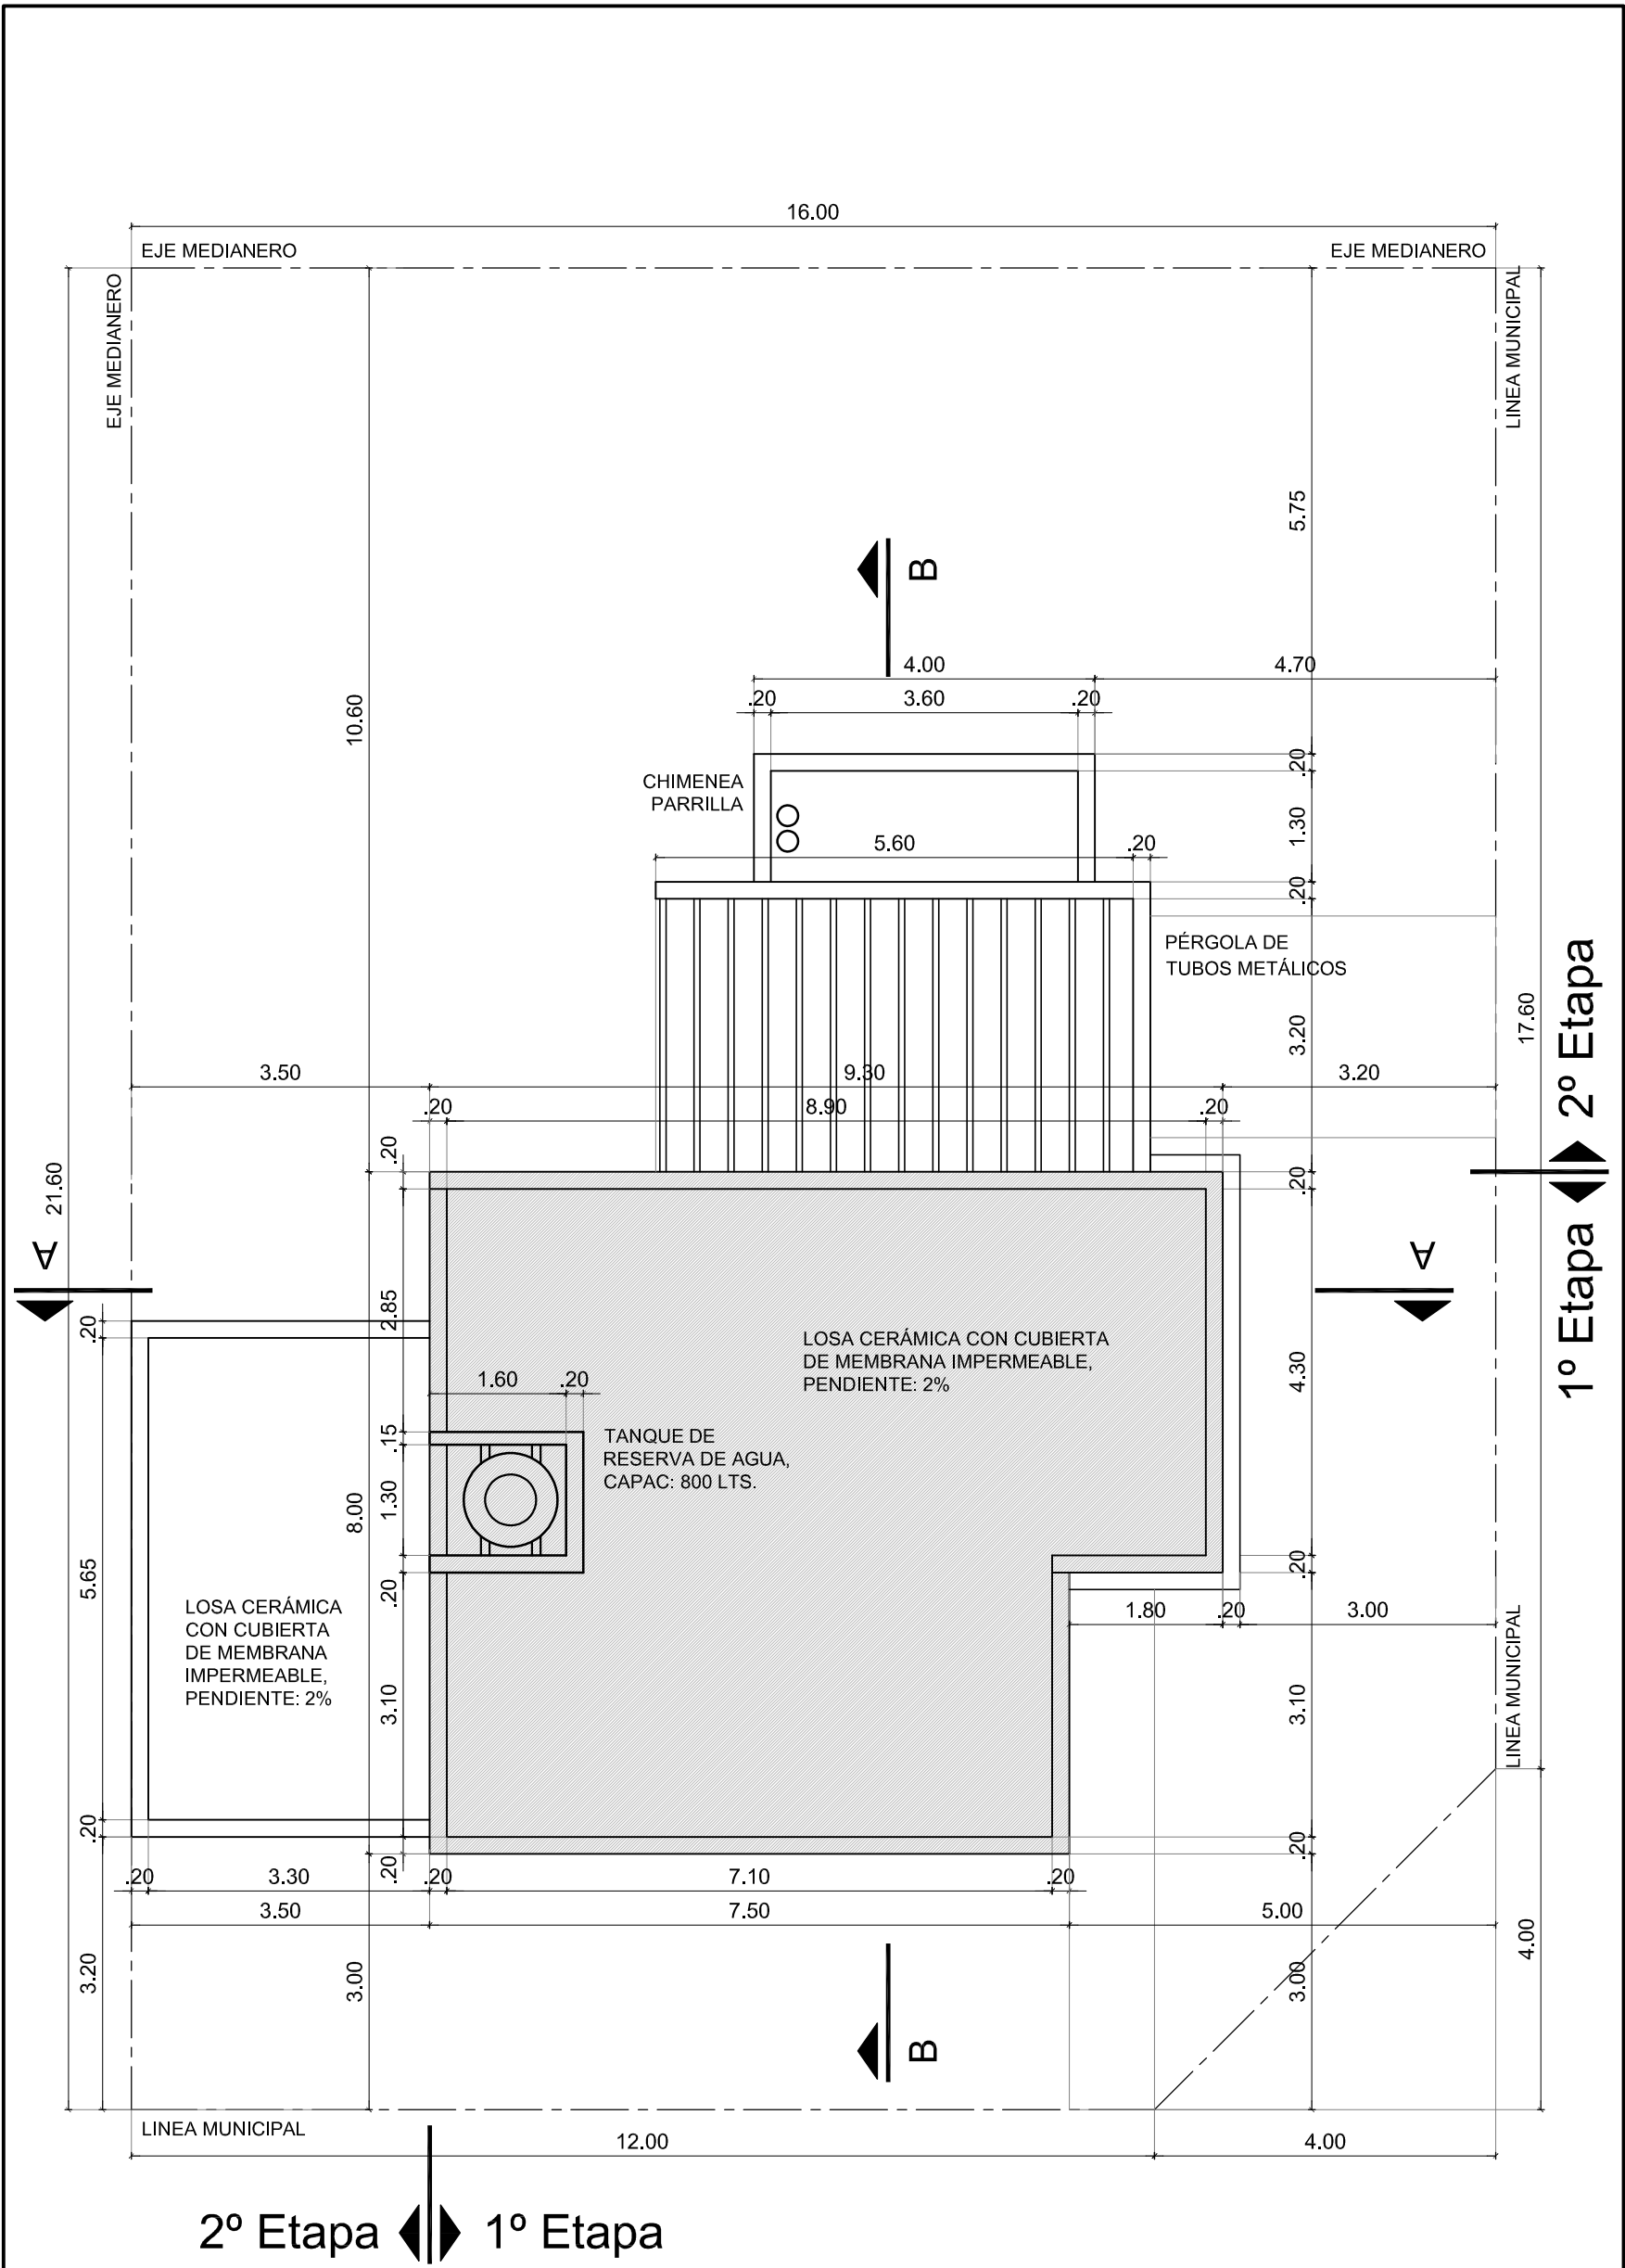 16.00
EJE MEDIANERO
EJE MEDIANERO
EJE MEDIANERO
LINEA MUNICIPAL
5.75
B
4.00
4.70
.20
3.60
.20
10.60
CHIMENEA
PARRILLA
.20
1.30
5.60
.20
.20
PÉRGOLA DE
TUBOS METÁLICOS
17.60
2º Etapa
3.20
3.50
9.30
3.20
.20
8.90
.20
.20
21.60
.20
A
A
1º Etapa
.20
2.85
LOSA CERÁMICA CON CUBIERTA
DE MEMBRANA IMPERMEABLE,
PENDIENTE: 2%
4.30
1.60
.20
.15
TANQUE DE
RESERVA DE AGUA,
CAPAC: 800 LTS.
1.30
8.00
5.65
.20
.20
LOSA CERÁMICA
CON CUBIERTA
DE MEMBRANA
IMPERMEABLE,
PENDIENTE: 2%
1.80
.20
3.00
LINEA MUNICIPAL
3.10
3.10
.20
.20
.20
.20
3.30
.20
7.10
.20
3.50
7.50
5.00
3.20
3.00
3.00
4.00
B
LINEA MUNICIPAL
12.00
4.00
2º Etapa
1º Etapa